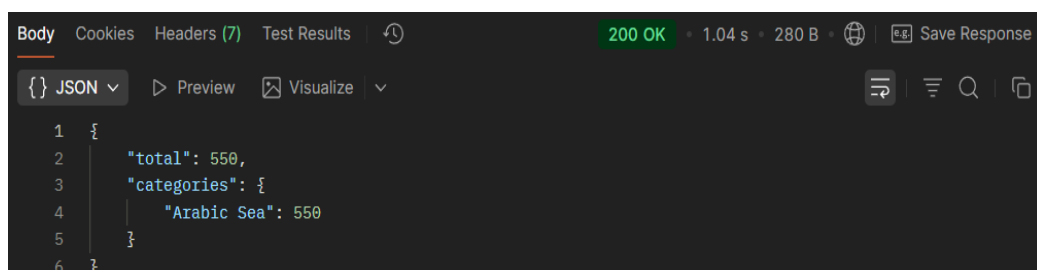 Body Cookies Headers (7) Test Results 200 OK • 1.04 s • 280 B • e.g. Save Response
{} JSON Preview Visualize
1 {
2 "total": 550,
3 "categories": {
4 "Arabic Sea": 550
5 }
6 }